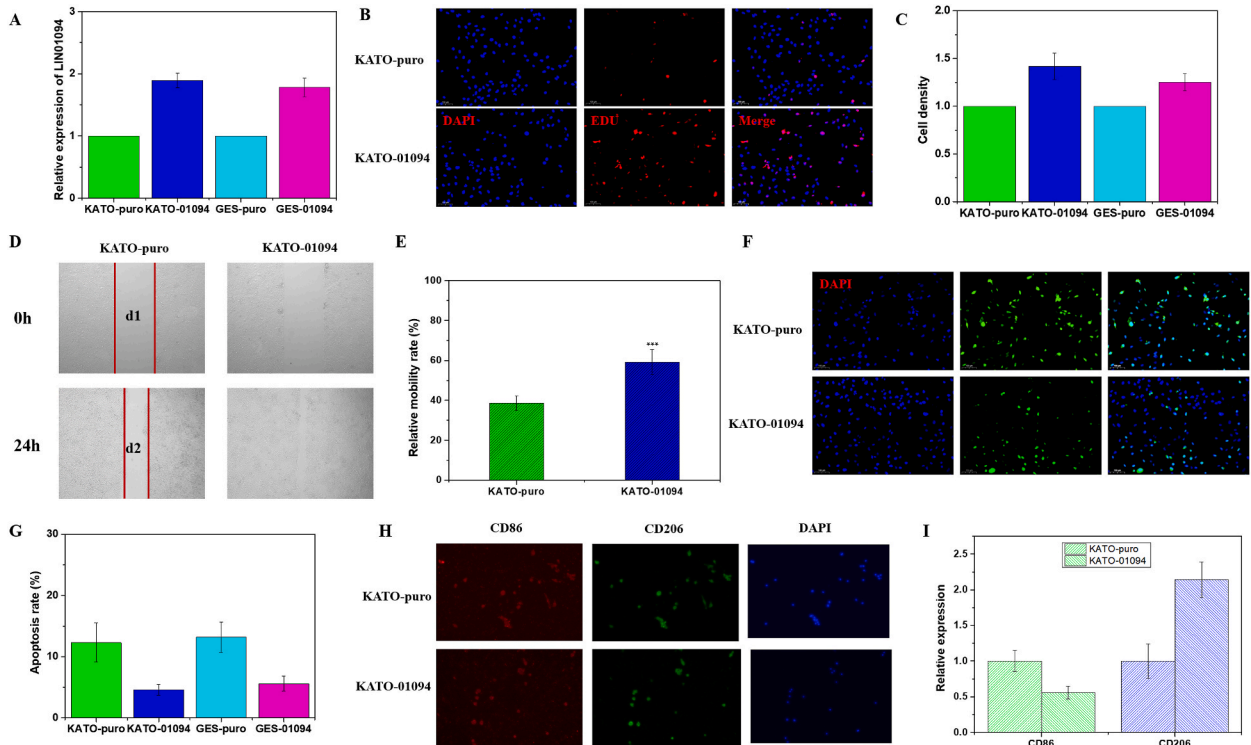 A
Relative expression of LIN01094
3
2
1
0
KATO-puro
KATO-01094
GES-puro
GES-01094
B
KATO-puro
KATO-01094
DAPI
EDU
Merge
C
Cell density
2.0
1.5
1.0
0.5
0.0
KATO-puro
KATO-01094
GES-puro
GES-01094
D
KATO-puro
KATO-01094
0h
d1
24h
d2
E
Relative mobility rate (%)
100
80
60
40
20
0
***
KATO-puro
KATO-01094
F
DAPI
KATO-puro
KATO-01094
G
Apoptosis rate (%)
30
20
10
0
KATO-puro
KATO-01094
GES-puro
GES-01094
H
CD86
CD206
DAPI
KATO-puro
KATO-01094
I
KATO-puro
KATO-01094
Relative expression
2.5
2.0
1.5
1.0
0.5
0.0
CD86
CD206